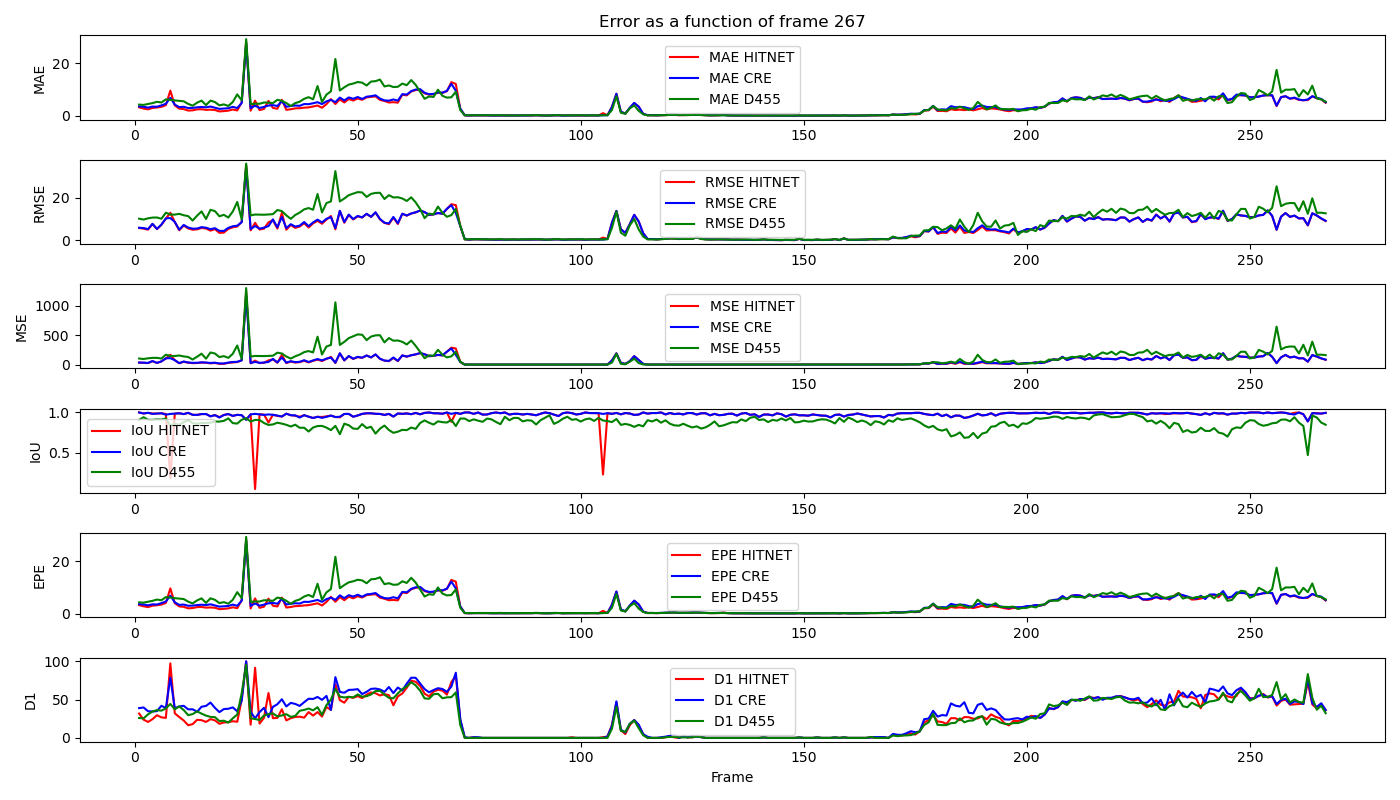 Error as a function of frame 267
MAE
20
0
MAE HITNET
MAE CRE
MAE D455
0 50 100 150 200 250
RMSE
20
0
RMSE HITNET
RMSE CRE
RMSE D455
0 50 100 150 200 250
MSE
1000
500
0
MSE HITNET
MSE CRE
MSE D455
0 50 100 150 200 250
IoU
1.0
0.5
IoU HITNET
IoU CRE
IoU D455
0 50 100 150 200 250
EPE
20
0
EPE HITNET
EPE CRE
EPE D455
0 50 100 150 200 250
D1
100
50
0
D1 HITNET
D1 CRE
D1 D455
0 50 100 150 200 250
Frame